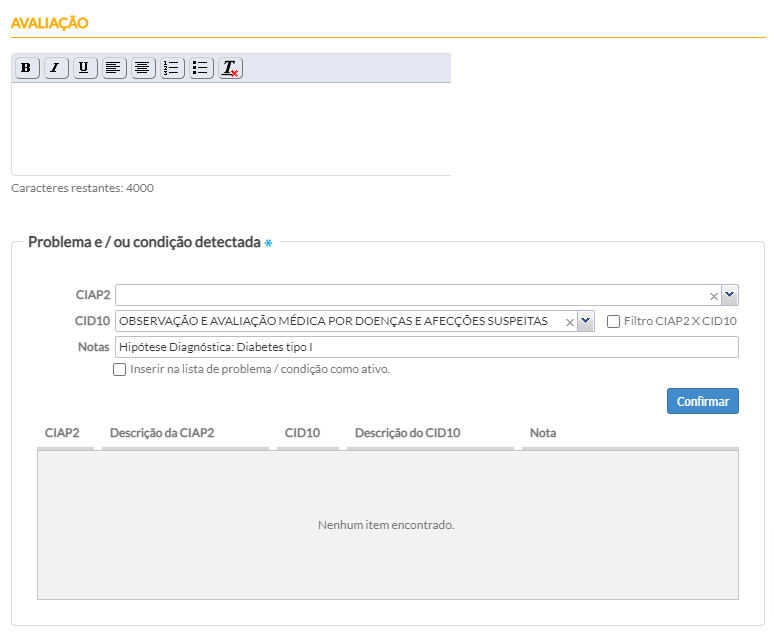 AVALIAÇÃO
B I U T
Caracteres restantes: 4000
Problema e / ou condição detectada *
CIAP2
CID10 OBSERVAÇÃO E AVALIAÇÃO MÉDICA POR DOENÇAS E AFECÇÕES SUSPEITAS Filtro CIAP2 X CID10
Notas Hipótese Diagnóstica: Diabetes tipo I
Inserir na lista de problema / condição como ativo.
Confirmar
CIAP2 Descrição da CIAP2 CID10 Descrição do CID10 Nota
Nenhum item encontrado.